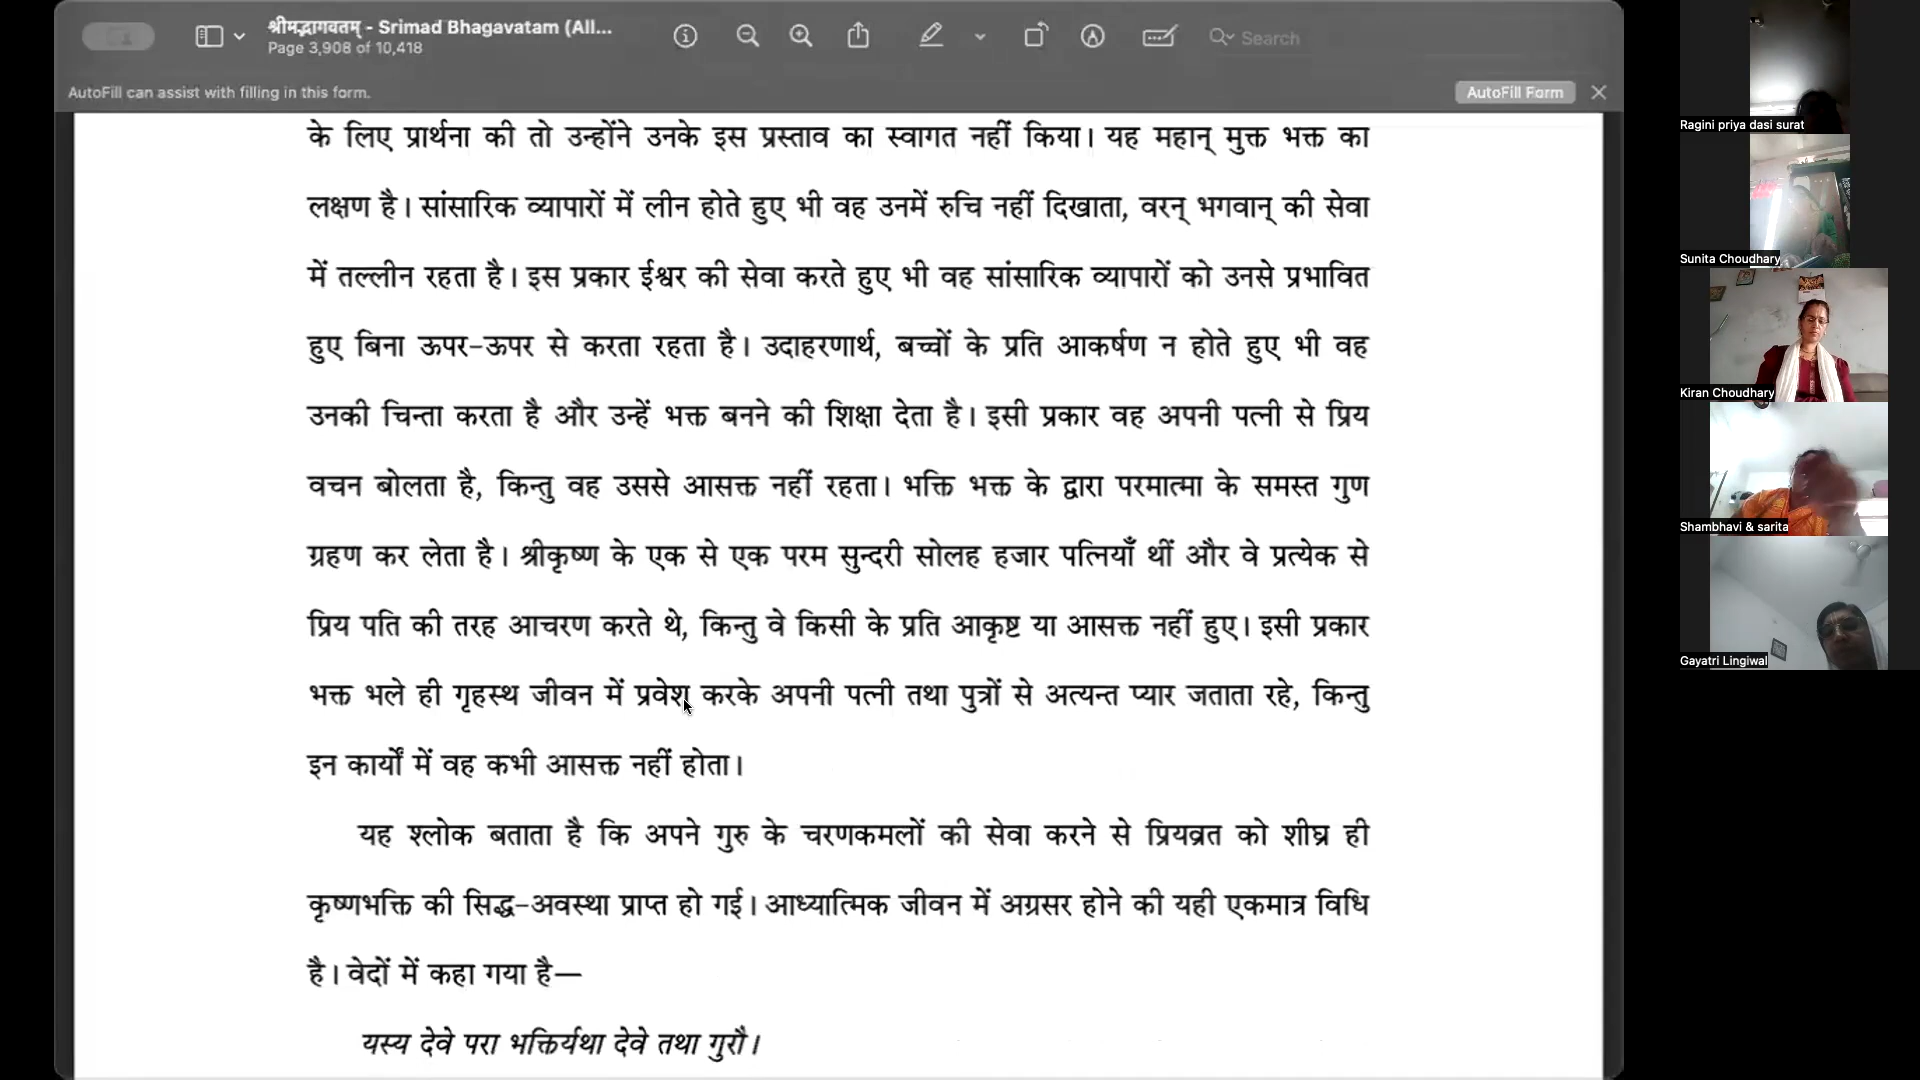 श्रीमद्भागवतम् - Srimad Bhagavatam (All...
Page 3,908 of 10,418
Search
AutoFill can assist with filling in this form.
AutoFill Form
के लिए प्रार्थना की तो उन्होंने उनके इस प्रस्ताव का स्वागत नहीं किया। यह महान् मुक्त भक्त का
लक्षण है। सांसारिक व्यापारों में लीन होते हुए भी वह उनमें रुचि नहीं दिखाता, वरन् भगवान् की सेवा
में तल्लीन रहता है। इस प्रकार ईश्वर की सेवा करते हुए भी वह सांसारिक व्यापारों को उनसे प्रभावित
हुए बिना ऊपर-ऊपर से करता रहता है। उदाहरणार्थ, बच्चों के प्रति आकर्षण न होते हुए भी वह
उनकी चिन्ता करता है और उन्हें भक्त बनने की शिक्षा देता है। इसी प्रकार वह अपनी पत्नी से प्रिय
वचन बोलता है, किन्तु वह उससे आसक्त नहीं रहता। भक्ति भक्त के द्वारा परमात्मा के समस्त गुण
ग्रहण कर लेता है। श्रीकृष्ण के एक से एक परम सुन्दरी सोलह हजार पत्नियाँ थीं और वे प्रत्येक से
प्रिय पति की तरह आचरण करते थे, किन्तु वे किसी के प्रति आकृष्ट या आसक्त नहीं हुए। इसी प्रकार
भक्त भले ही गृहस्थ जीवन में प्रवेश करके अपनी पत्नी तथा पुत्रों से अत्यन्त प्यार जताता रहे, किन्तु
इन कार्यों में वह कभी आसक्त नहीं होता।
यह श्लोक बताता है कि अपने गुरु के चरणकमलों की सेवा करने से प्रियव्रत को शीघ्र ही
कृष्णभक्ति की सिद्ध-अवस्था प्राप्त हो गई। आध्यात्मिक जीवन में अग्रसर होने की यही एकमात्र विधि
है। वेदों में कहा गया है—
यस्य देवे परा भक्तिर्यथा देवे तथा गुरौ।
Ragini priya dasi surat
Sunita Choudhary
Kiran Choudhary
Shambhavi & sarita
Gayatri Lingiwal